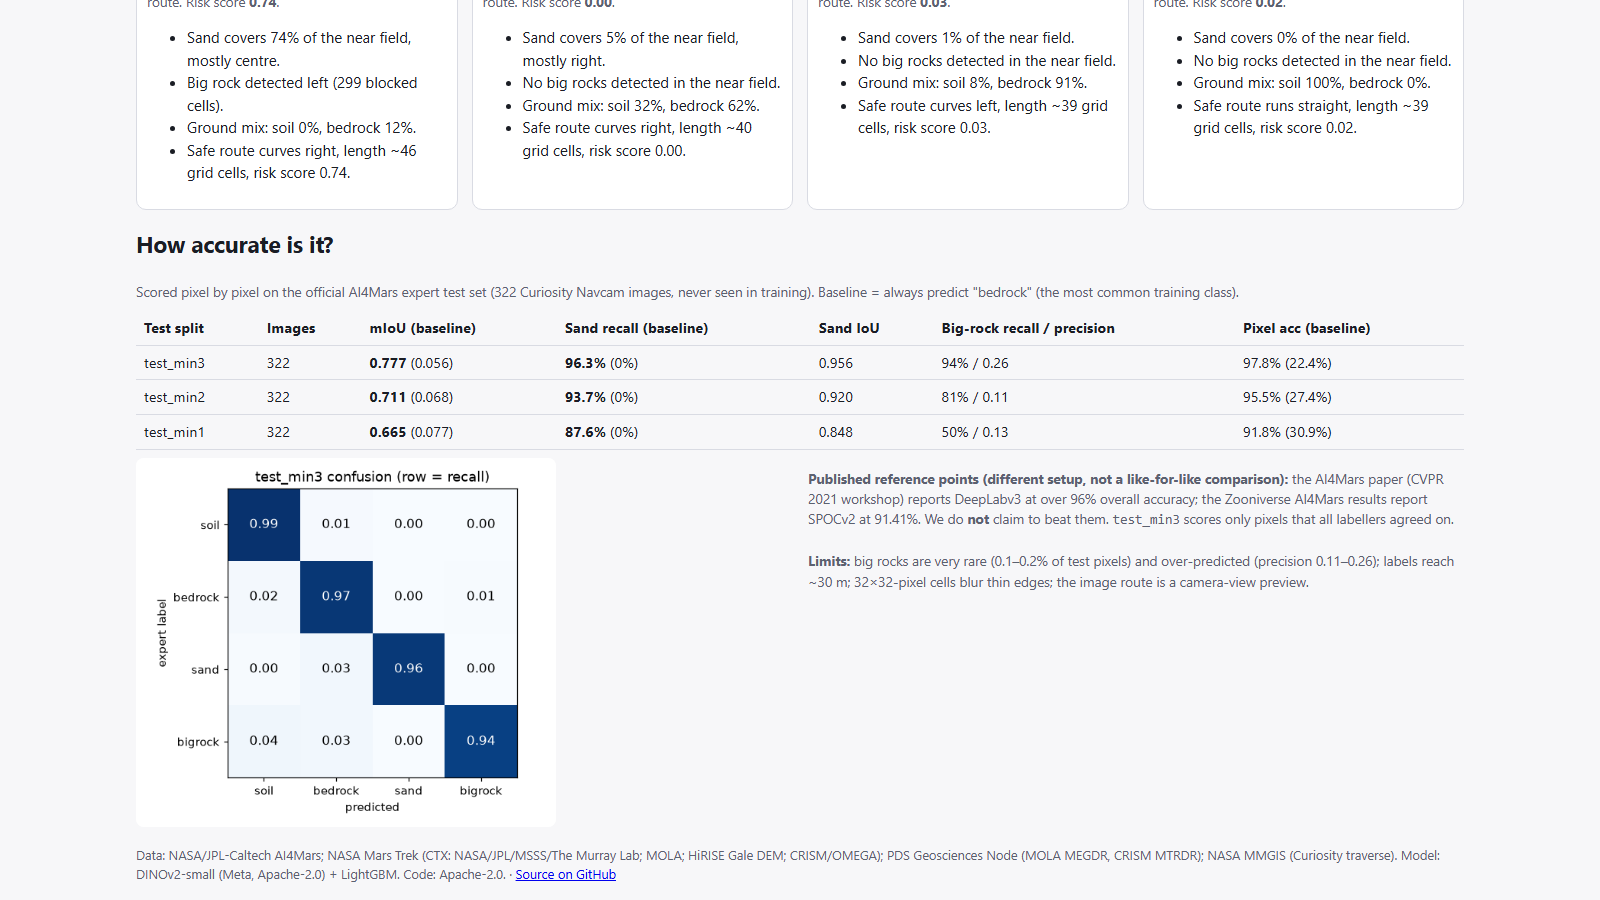 route. Risk score 0.74.
Sand covers 74% of the near field,
mostly centre.
Big rock detected left (299 blocked
cells).
Ground mix: soil 0%, bedrock 12%.
Safe route curves right, length ~46
grid cells, risk score 0.74.
route. Risk score 0.00.
Sand covers 5% of the near field,
mostly right.
No big rocks detected in the near field.
Ground mix: soil 32%, bedrock 62%.
Safe route curves right, length ~40
grid cells, risk score 0.00.
route. Risk score 0.03.
Sand covers 1% of the near field.
No big rocks detected in the near field.
Ground mix: soil 8%, bedrock 91%.
Safe route curves left, length ~39 grid
cells, risk score 0.03.
route. Risk score 0.02.
Sand covers 0% of the near field.
No big rocks detected in the near field.
Ground mix: soil 100%, bedrock 0%.
Safe route runs straight, length ~39
grid cells, risk score 0.02.
How accurate is it?
Scored pixel by pixel on the official AI4Mars expert test set (322 Curiosity Navcam images, never seen in training). Baseline = always predict "bedrock" (the most common training class).
Test split Images mIoU (baseline) Sand recall (baseline) Sand IoU Big-rock recall / precision Pixel acc (baseline)
test_min3 322 0.777 (0.056) 96.3% (0%) 0.956 94% / 0.26 97.8% (22.4%)
test_min2 322 0.711 (0.068) 93.7% (0%) 0.920 81% / 0.11 95.5% (27.4%)
test_min1 322 0.665 (0.077) 87.6% (0%) 0.848 50% / 0.13 91.8% (30.9%)
test_min3 confusion (row = recall)
expert label
soil 0.99 0.01 0.00 0.00
bedrock 0.02 0.97 0.00 0.01
sand 0.00 0.03 0.96 0.00
bigrock 0.04 0.03 0.00 0.94
soil bedrock sand bigrock
predicted
Published reference points (different setup, not a like-for-like comparison): the AI4Mars paper (CVPR
2021 workshop) reports DeepLabv3 at over 96% overall accuracy; the Zooniverse AI4Mars results report
SPOCv2 at 91.41%. We do not claim to beat them. test_min3 scores only pixels that all labellers agreed on.
Limits: big rocks are very rare (0.1–0.2% of test pixels) and over-predicted (precision 0.11–0.26); labels reach
~30 m; 32×32-pixel cells blur thin edges; the image route is a camera-view preview.
Data: NASA/JPL-Caltech AI4Mars; NASA Mars Trek (CTX: NASA/JPL/MSSS/The Murray Lab; MOLA; HiRISE Gale DEM; CRISM/OMEGA); PDS Geosciences Node (MOLA MEGDR, CRISM MTRDR); NASA MMGIS (Curiosity traverse). Model:
DINOv2-small (Meta, Apache-2.0) + LightGBM. Code: Apache-2.0. · Source on GitHub